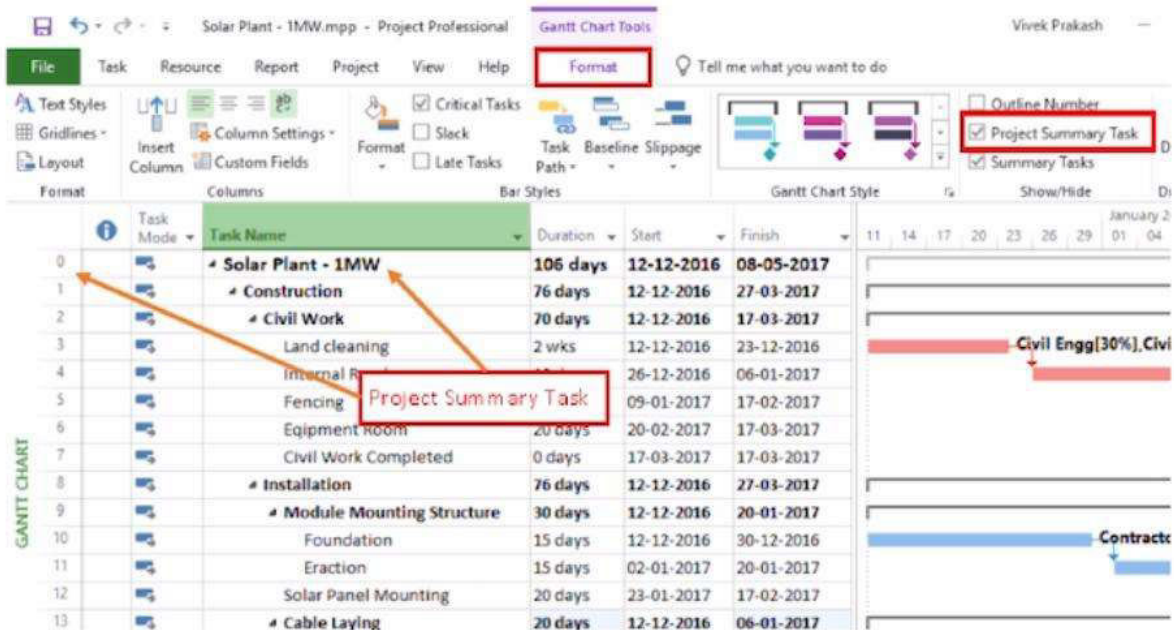 Solar Plant - 1MW.mpp - Project Professional
Gantt Chart Tools
Vivek Prakash
File Task Resource Report Project View Help Format Tell me what you want to do
Text Styles
Gridlines
Layout
Format
Insert Column
Column Settings
Custom Fields
Columns
Format
Critical Tasks
Slack
Late Tasks
Bar Styles
Task Path
Baseline
Slippage
Gantt Chart Style
Outline Number
Project Summary Task
Summary Tasks
Show/Hide
Task Mode Task Name Duration Start Finish
January 2
11 14 17 20 23 26 29 01 04
0 Solar Plant - 1MW 106 days 12-12-2016 08-05-2017
1 Construction 76 days 12-12-2016 27-03-2017
2 Civil Work 70 days 12-12-2016 17-03-2017
3 Land cleaning 2 wks 12-12-2016 23-12-2016 Civil Engg[30%],Civi
4 Internal 26-12-2016 06-01-2017
Project Summary Task
5 Fencing 09-01-2017 17-02-2017
6 Eqipment Room 20 days 20-02-2017 17-03-2017
7 Civil Work Completed 0 days 17-03-2017 17-03-2017
8 Installation 76 days 12-12-2016 27-03-2017
9 Module Mounting Structure 30 days 12-12-2016 20-01-2017
10 Foundation 15 days 12-12-2016 30-12-2016 Contracto
11 Eraction 15 days 02-01-2017 20-01-2017
12 Solar Panel Mounting 20 days 23-01-2017 17-02-2017
13 Cable Laying 20 days 12-12-2016 06-01-2017
GANTT CHART